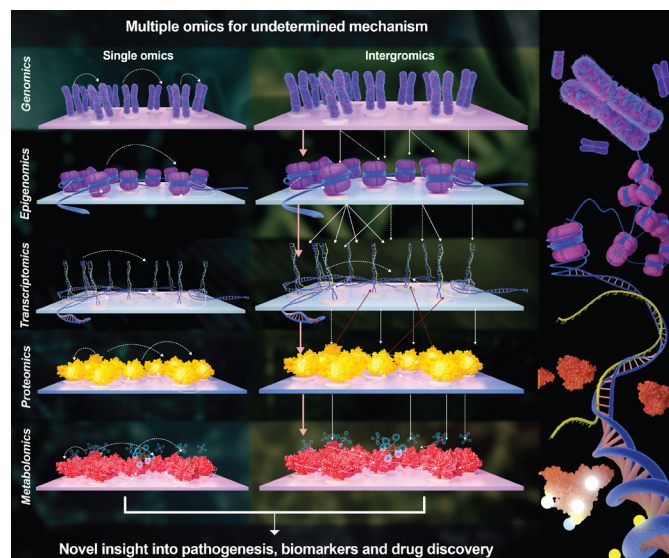 Multiple omics for undetermined mechanism
Single omics
Intergromics
Genomics
Epigenomics
Transcriptomics
Proteomics
Metabolomics
Novel insight into pathogenesis, biomarkers and drug discovery